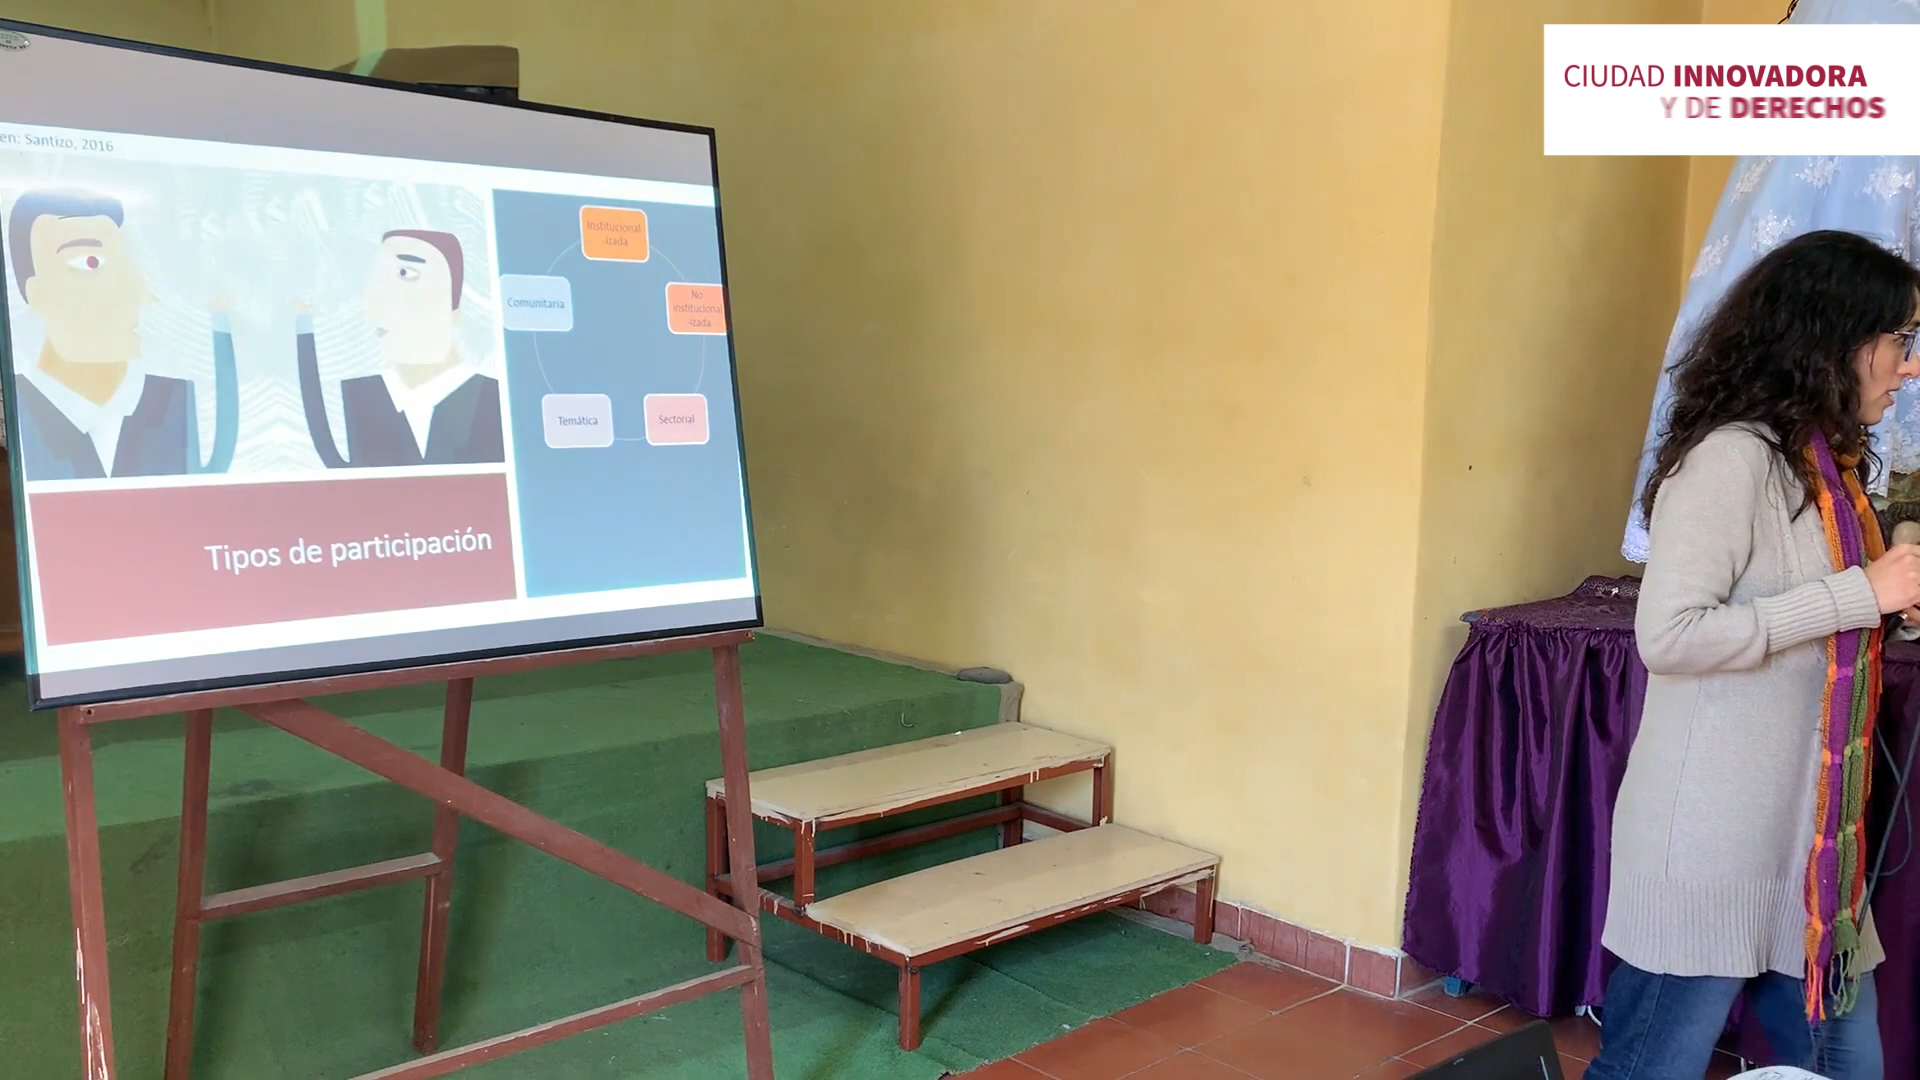 CIUDAD INNOVADORA
Y DE DERECHOS
en: Santizo, 2016
Institucional
-izada
Comunitaria
No
institucional
-izada
Temática
Sectorial
Tipos de participación